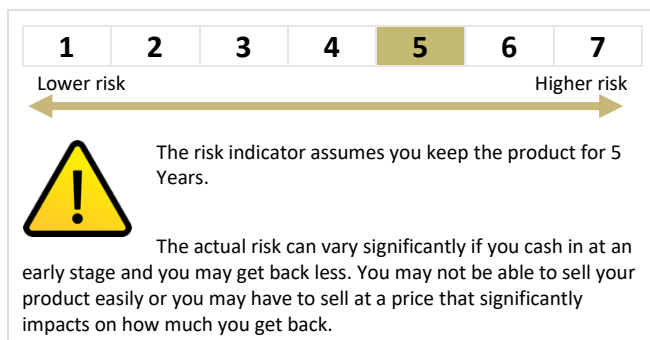 1 2 3 4 5 6 7
Lower risk Higher risk
!
The risk indicator assumes you keep the product for 5
Years.
The actual risk can vary significantly if you cash in at an
early stage and you may get back less. You may not be able to sell your
product easily or you may have to sell at a price that significantly
impacts on how much you get back.